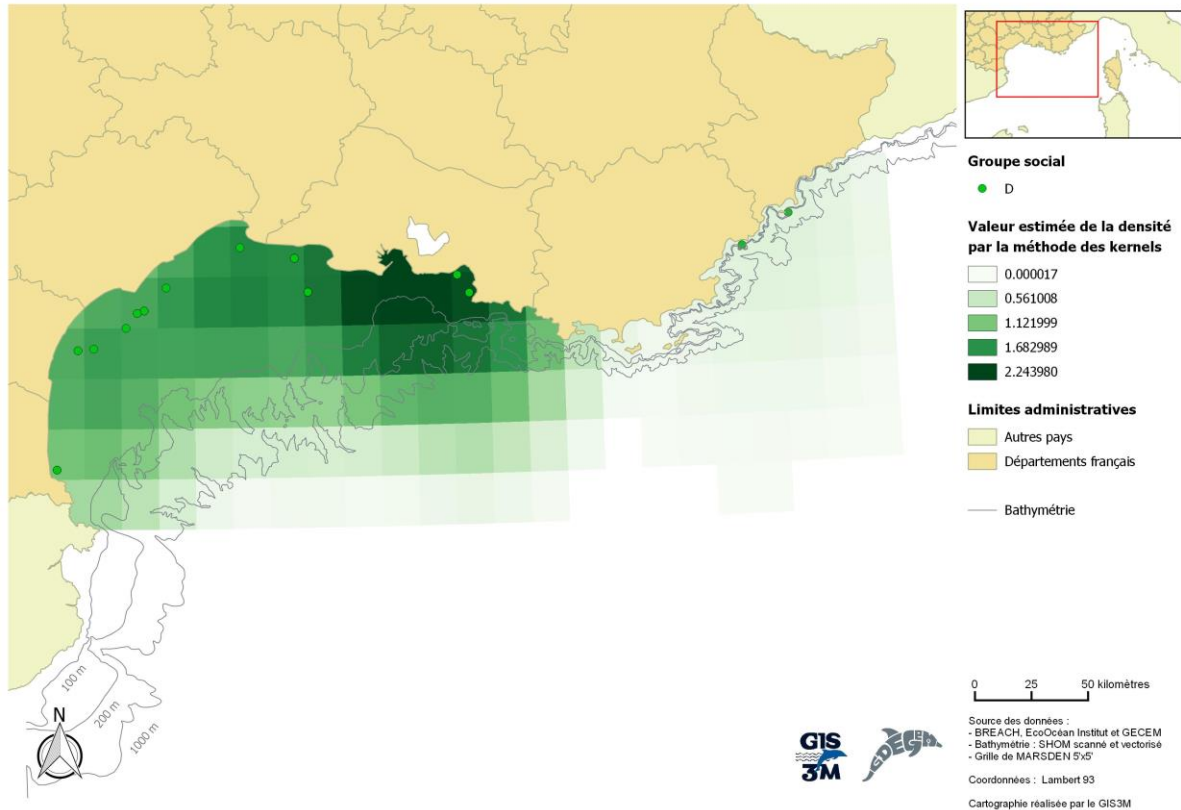 Groupe social
D
Valeur estimée de la densité
par la méthode des kernels
0.000017
0.561008
1.121999
1.682989
2.243980
Limites administratives
Autres pays
Départements français
Bathymétrie
100 m
200 m
1000 m
N
GIS
3M
GDEGeM
0 25 50 kilomètres
Source des données :
- BREACH, EcoOcéan Institut et GECEM
- Bathymétrie : SHOM scanné et vectorisé
- Grille de MARSDEN 5'x5'
Coordonnées : Lambert 93
Cartographie réalisée par le GIS3M